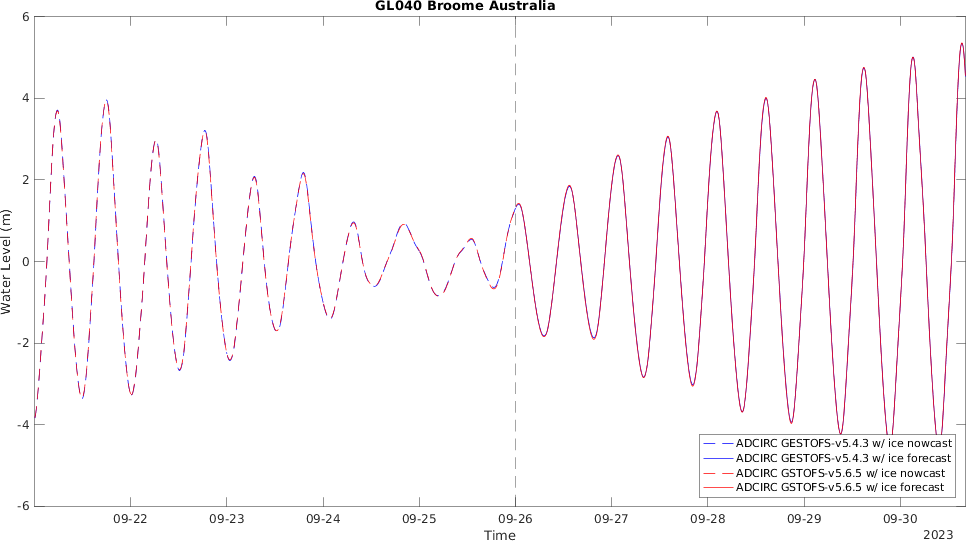 GL040 Broome Australia
6
4
2
0
-2
-4
-6
Water Level (m)
09-22
09-23
09-24
09-25
09-26
09-27
09-28
09-29
09-30
Time
2023
ADCIRC GESTOFS-v5.4.3 w/ ice nowcast
ADCIRC GESTOFS-v5.4.3 w/ ice forecast
ADCIRC GSTOFS-v5.6.5 w/ ice nowcast
ADCIRC GSTOFS-v5.6.5 w/ ice forecast